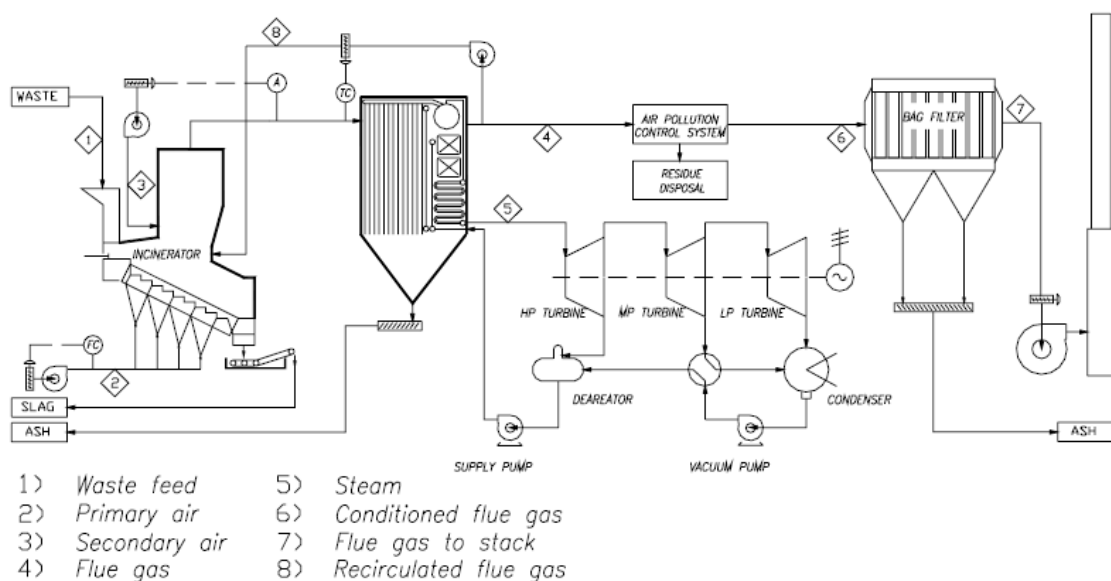 8
A
TC
WASTE
1
3
4
AIR POLLUTION
CONTROL SYSTEM
6
BAG FILTER
7
RESIDUE
DISPOSAL
5
INCINERATOR
HP TURBINE
MP TURBINE
LP TURBINE
FC
2
DEAREATOR
CONDENSER
SLAG
ASH
ASH
SUPPLY PUMP
VACUUM PUMP
1) Waste feed
2) Primary air
3) Secondary air
4) Flue gas
5) Steam
6) Conditioned flue gas
7) Flue gas to stack
8) Recirculated flue gas